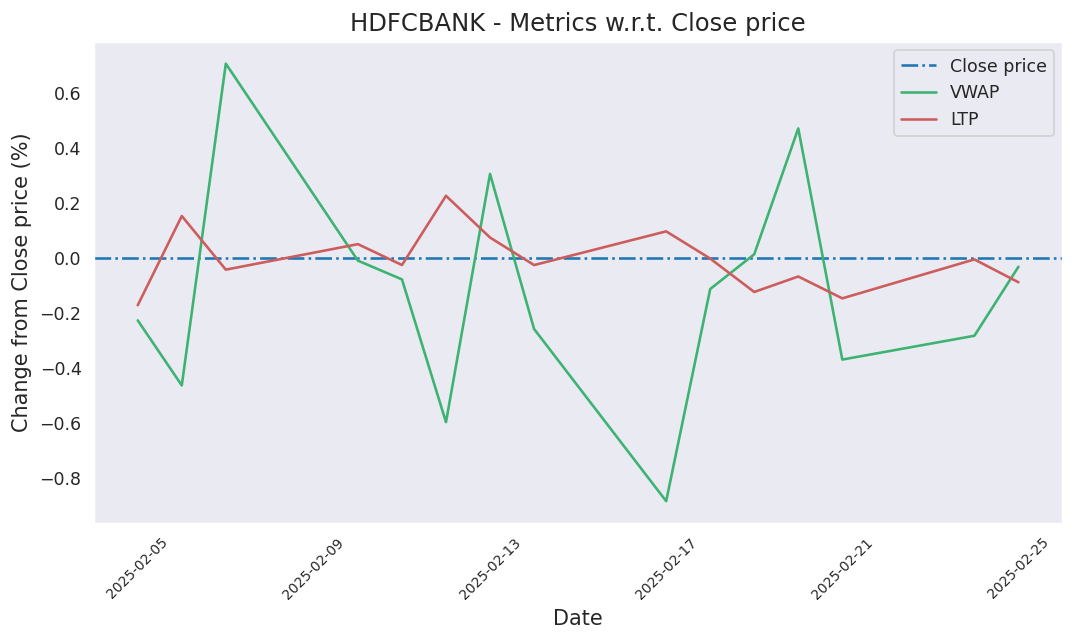 HDFCBANK - Metrics w.r.t. Close price
Close price
VWAP
LTP
Change from Close price (%)
0.6
0.4
0.2
0.0
−0.2
−0.4
−0.6
−0.8
2025-02-05
2025-02-09
2025-02-13
2025-02-17
2025-02-21
2025-02-25
Date